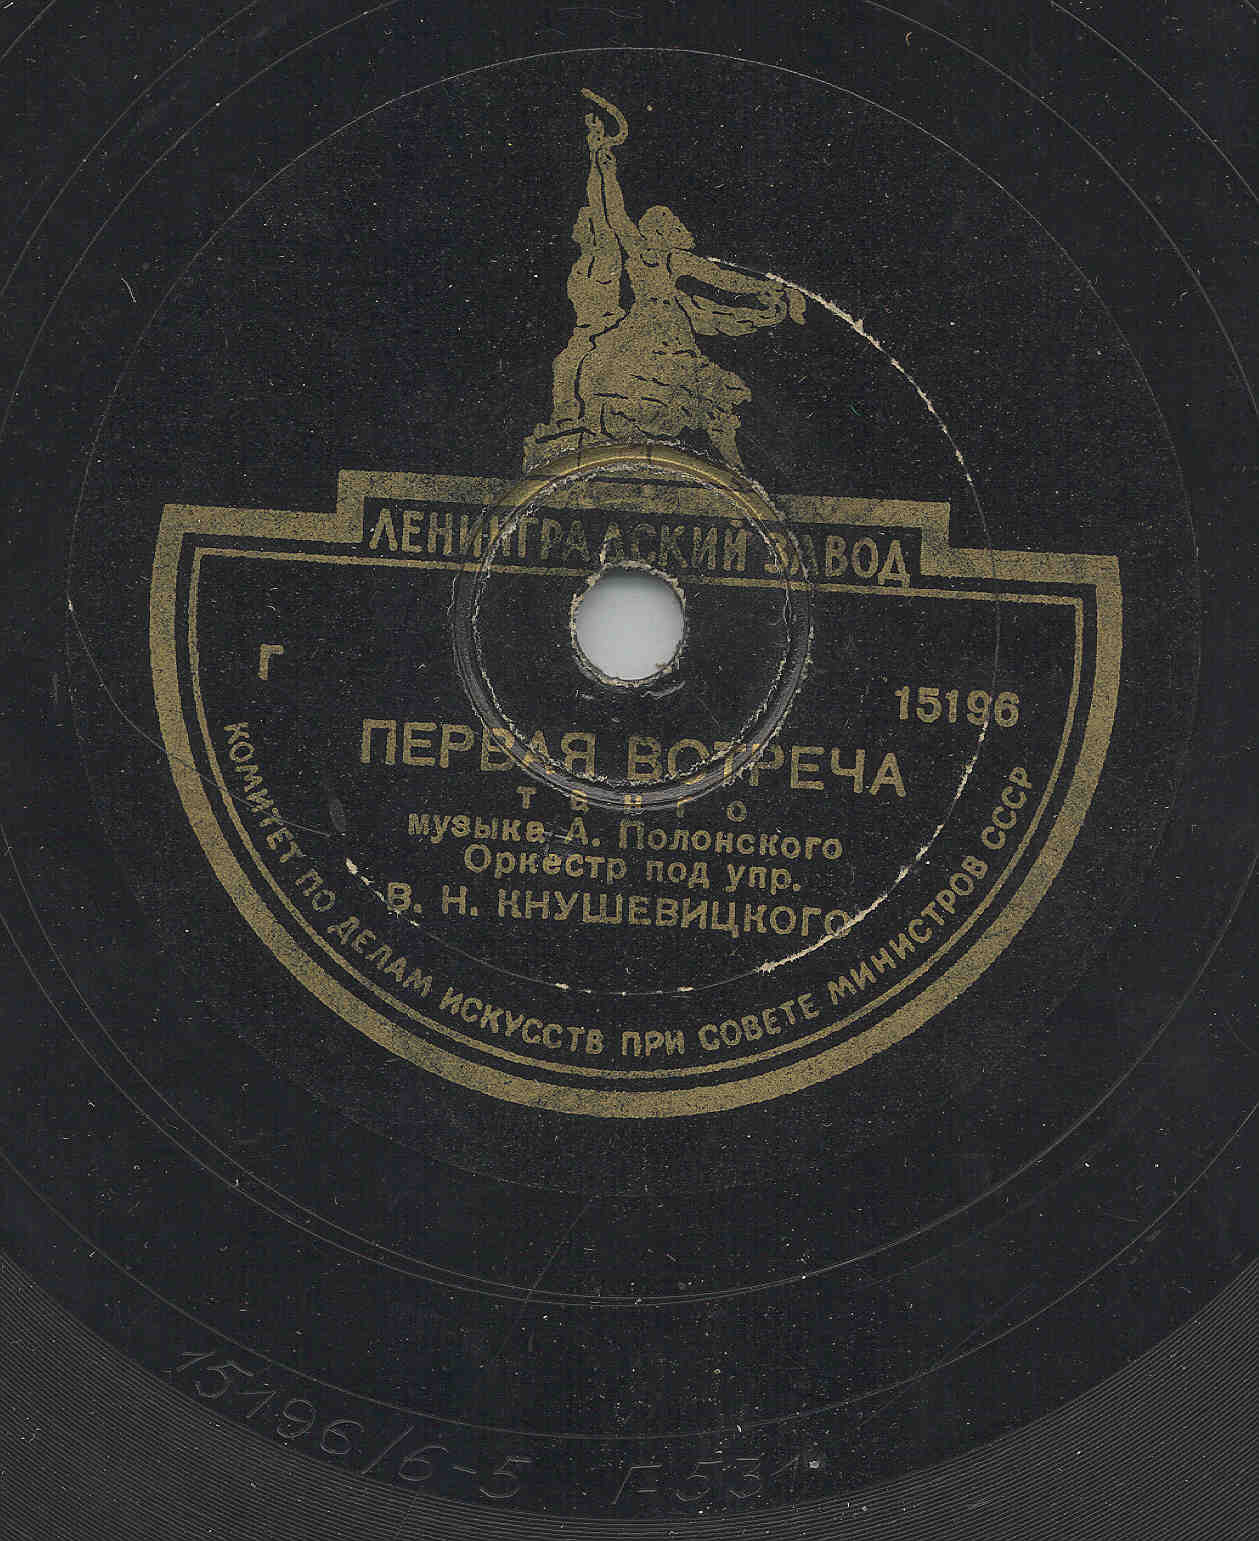 ЛЕНИНГРАДСКИЙ ЗАВОД
Г
15196
ПЕРВАЯ ВСТРЕЧА
танго
музыка А. Полонского
Оркестр под упр.
В. Н. КНУШЕВИЦКОГО
КОМИТЕТ ПО ДЕЛАМ ИСКУССТВ ПРИ СОВЕТЕ МИНИСТРОВ СССР
15196/6-5 Г-531